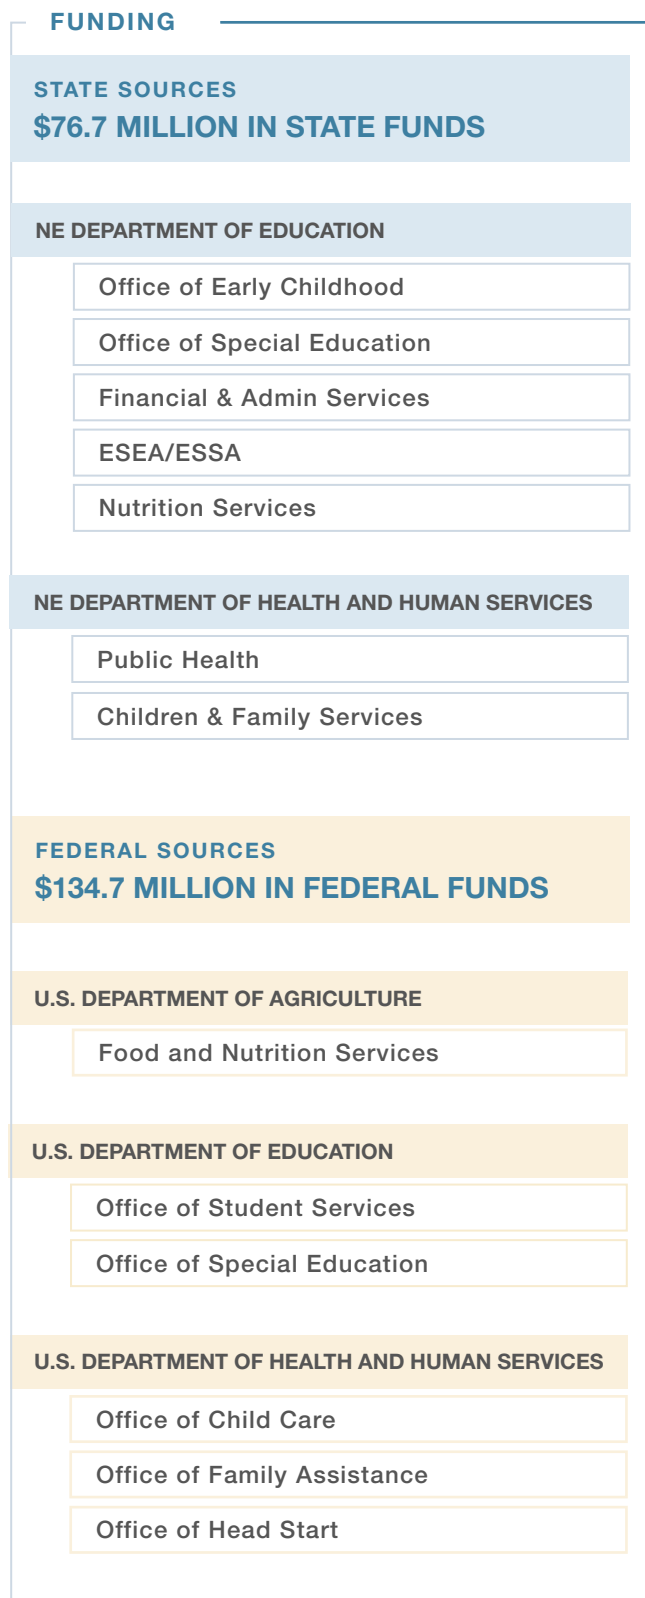 FUNDING
STATE SOURCES
$76.7 MILLION IN STATE FUNDS
NE DEPARTMENT OF EDUCATION
Office of Early Childhood
Office of Special Education
Financial & Admin Services
ESEA/ESSA
Nutrition Services
NE DEPARTMENT OF HEALTH AND HUMAN SERVICES
Public Health
Children & Family Services
FEDERAL SOURCES
$134.7 MILLION IN FEDERAL FUNDS
U.S. DEPARTMENT OF AGRICULTURE
Food and Nutrition Services
U.S. DEPARTMENT OF EDUCATION
Office of Student Services
Office of Special Education
U.S. DEPARTMENT OF HEALTH AND HUMAN SERVICES
Office of Child Care
Office of Family Assistance
Office of Head Start